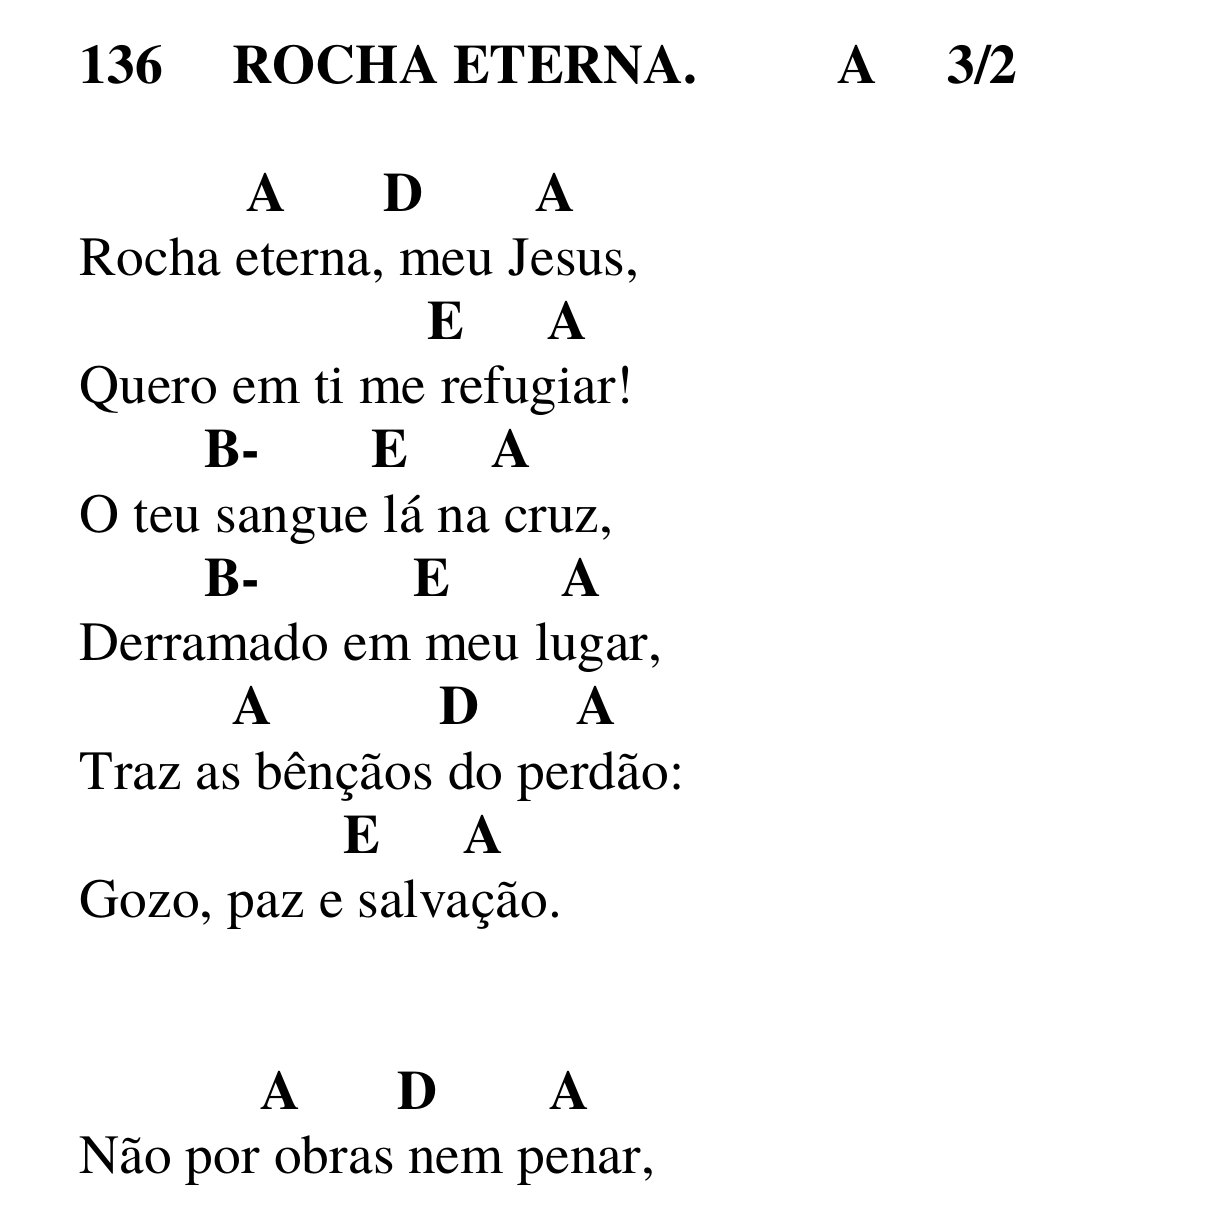 136 ROCHA ETERNA. A 3/2
A D A
Rocha eterna, meu Jesus,
E A
Quero em ti me refugiar!
B- E A
O teu sangue lá na cruz,
B- E A
Derramado em meu lugar,
A D A
Traz as bênçãos do perdão:
E A
Gozo, paz e salvação.
A D A
Não por obras nem penar,